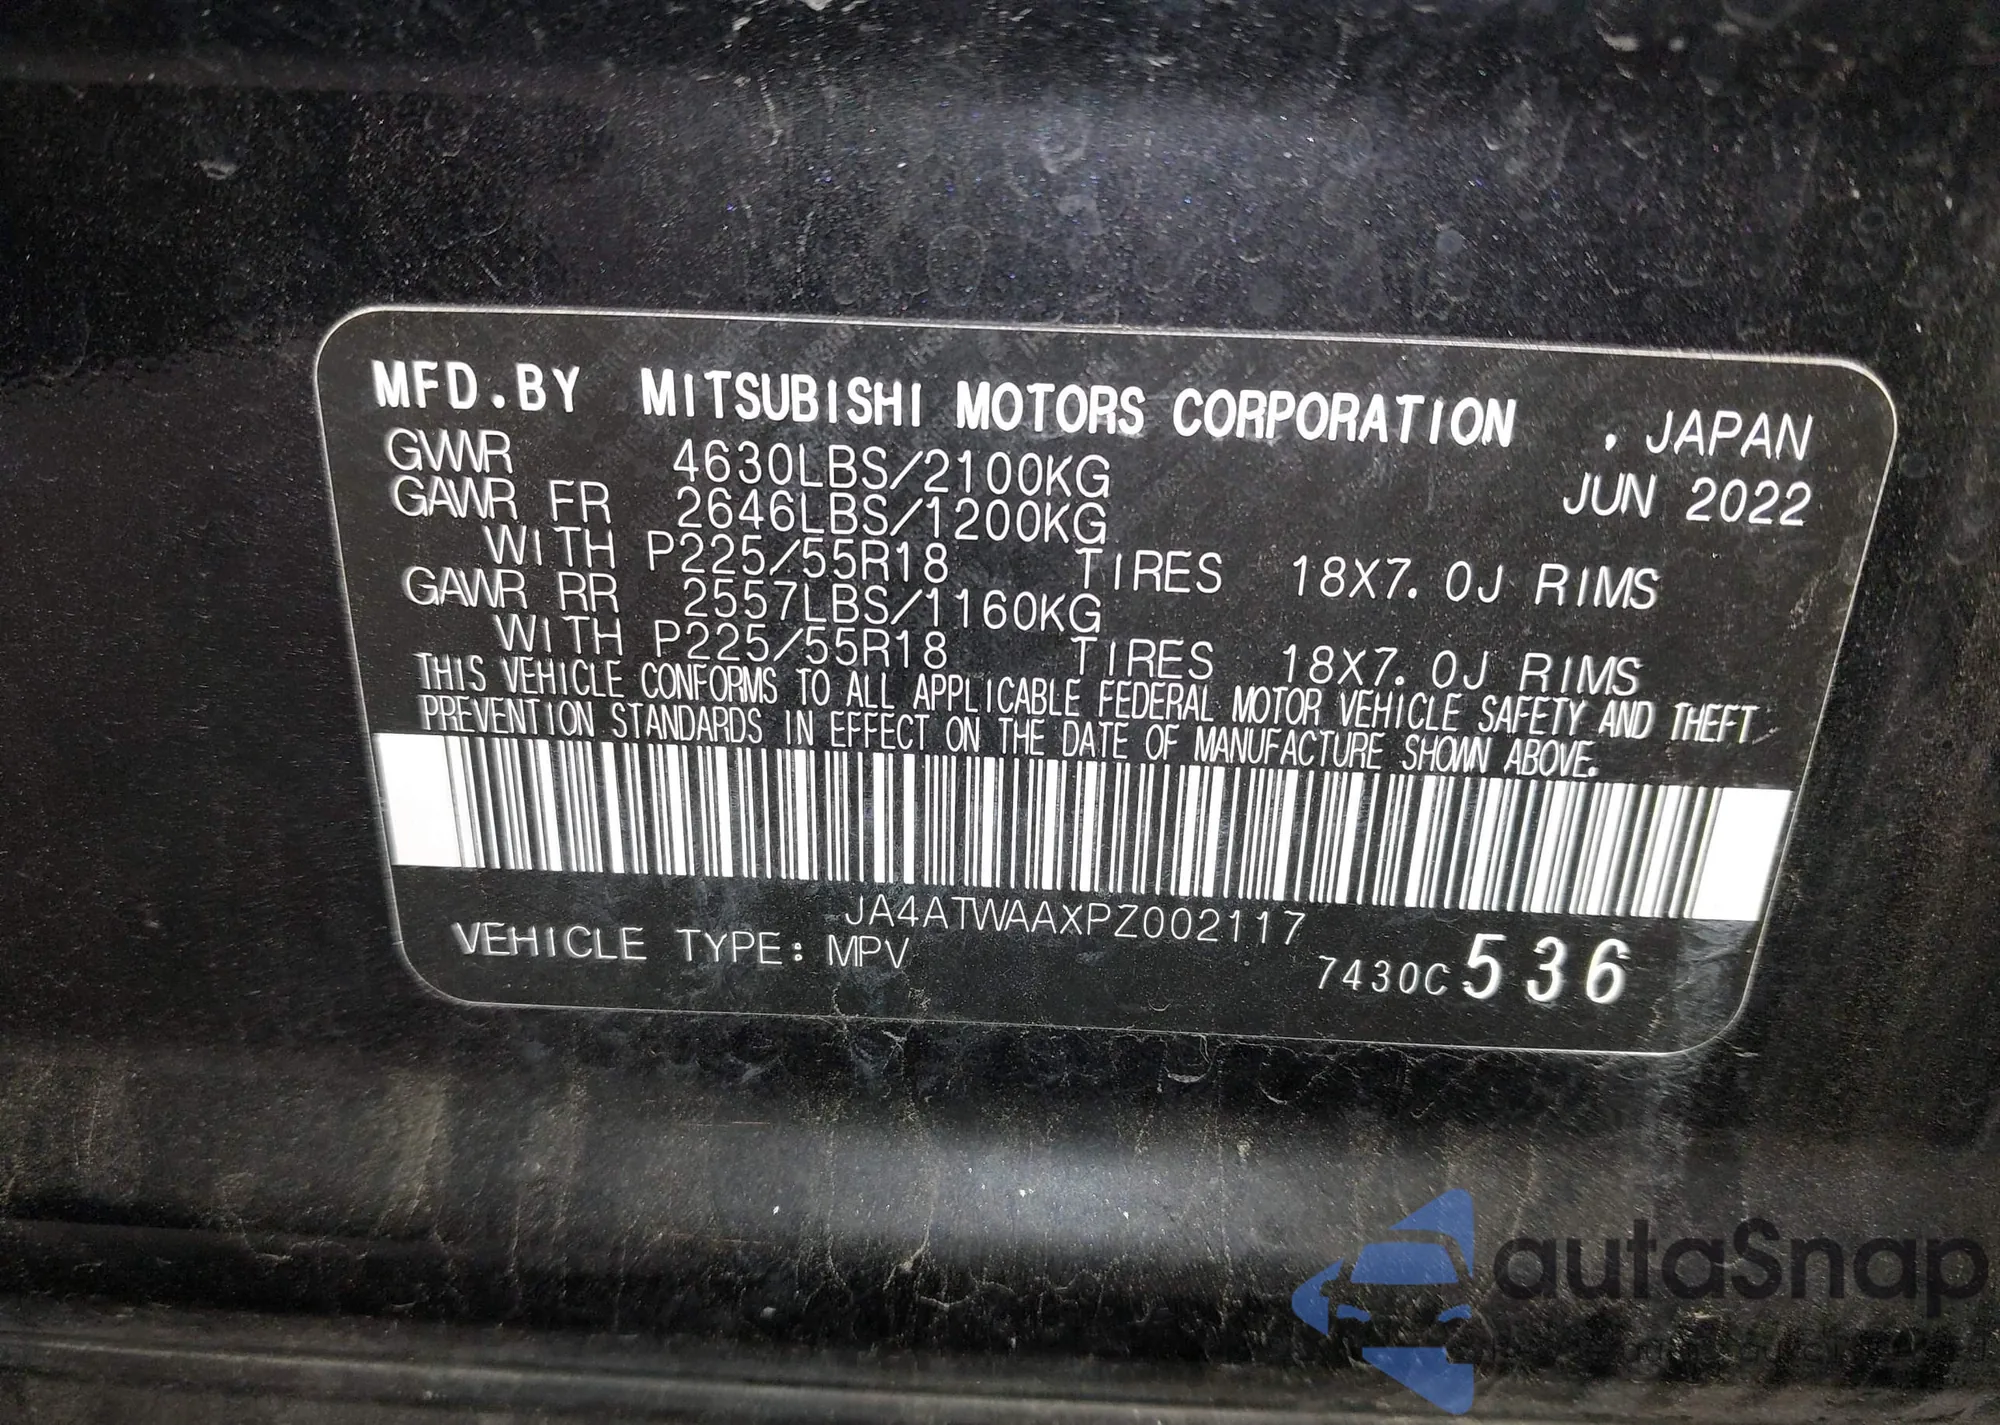 MFD.BY MITSUBISHI MOTORS CORPORATION , JAPAN
GVWR 4630LBS/2100KG JUN 2022
GAWR FR 2646LBS/1200KG
WITH P225/55R18 TIRES 18X7.0J RIMS
GAWR RR 2557LBS/1160KG
WITH P225/55R18 TIRES 18X7.0J RIMS
THIS VEHICLE CONFORMS TO ALL APPLICABLE FEDERAL MOTOR VEHICLE SAFETY AND THEFT
PREVENTION STANDARDS IN EFFECT ON THE DATE OF MANUFACTURE SHOWN ABOVE.
JA4ATWAAXPZ002117
VEHICLE TYPE: MPV 7430C 536
autaSnap